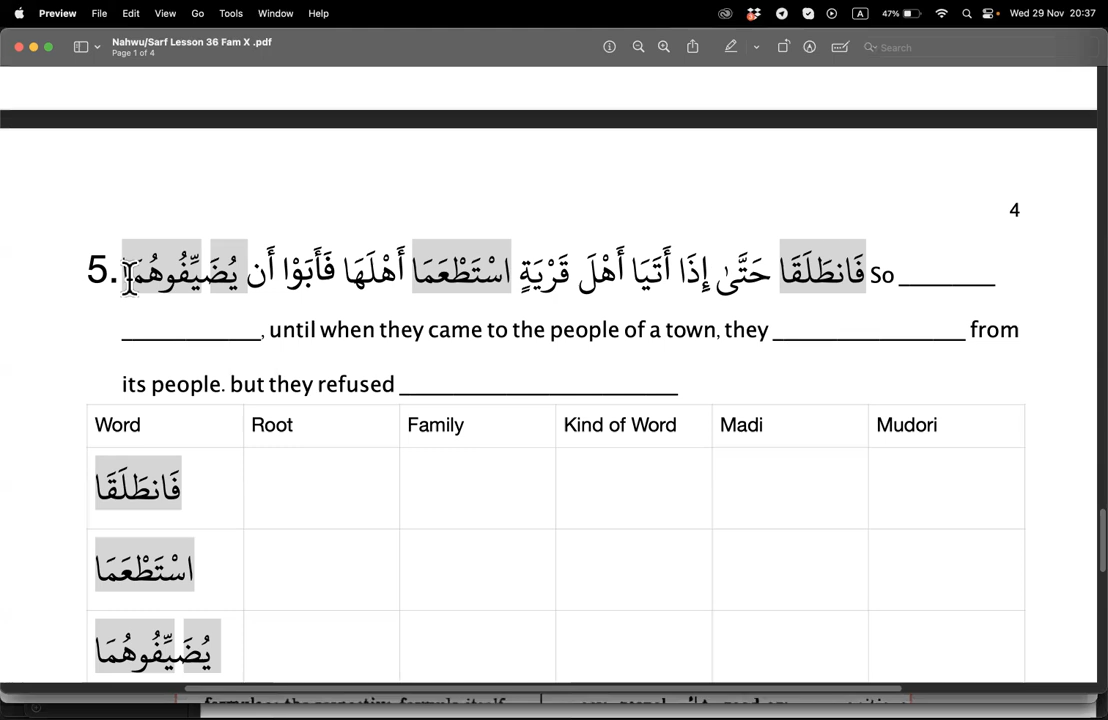 Preview File Edit View Go Tools Window Help A 47% Wed 29 Nov 20:37
Nahwu/Sarf Lesson 36 Fam X .pdf
Page 1 of 4
Search
4
5. فَانطَلَقَا حَتَّىٰ إِذَا أَتَيَا أَهْلَ قَرْيَةٍ اسْتَطْعَمَا أَهْلَهَا فَأَبَوْا أَن يُضَيِّفُوهُمَا So ________
____________, until when they came to the people of a town, they ________________ from
its people. but they refused _______________________
Word Root Family Kind of Word Madi Mudori
فَانطَلَقَا
اسْتَطْعَمَا
يُضَيِّفُوهُمَا